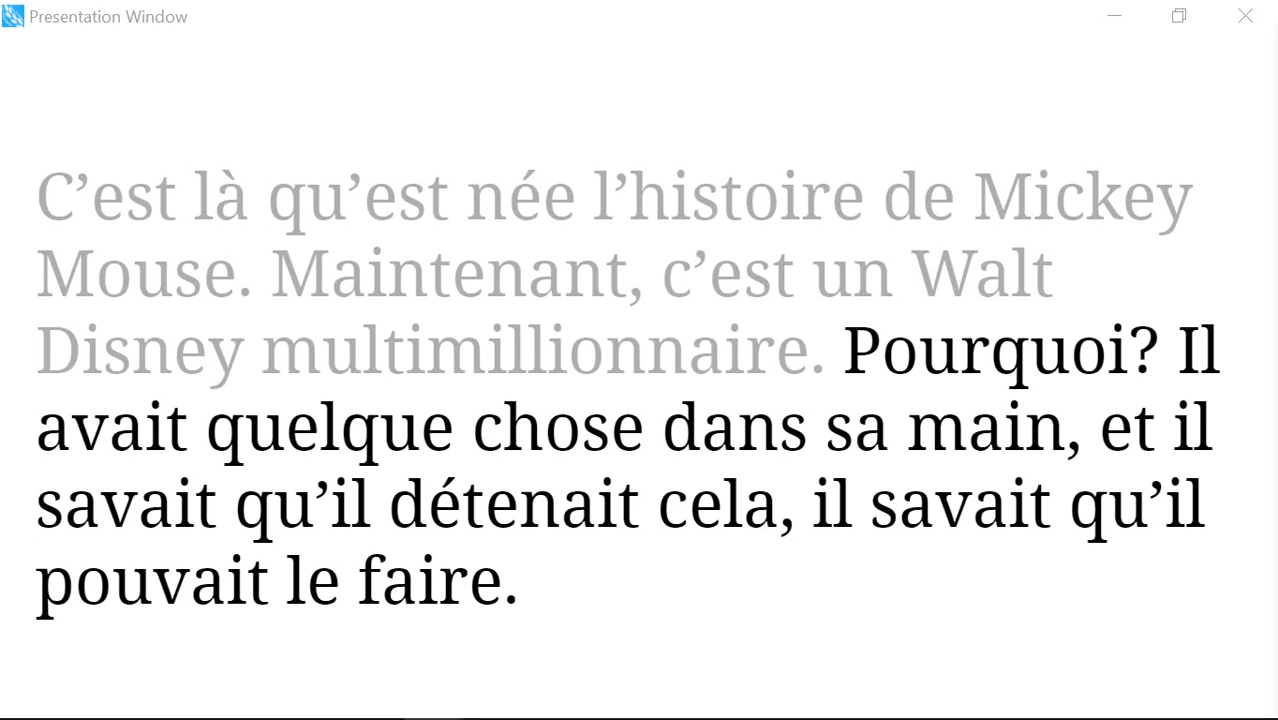 Presentation Window
C’est là qu’est née l’histoire de Mickey
Mouse. Maintenant, c’est un Walt
Disney multimillionnaire. Pourquoi? Il
avait quelque chose dans sa main, et il
savait qu’il détenait cela, il savait qu’il
pouvait le faire.